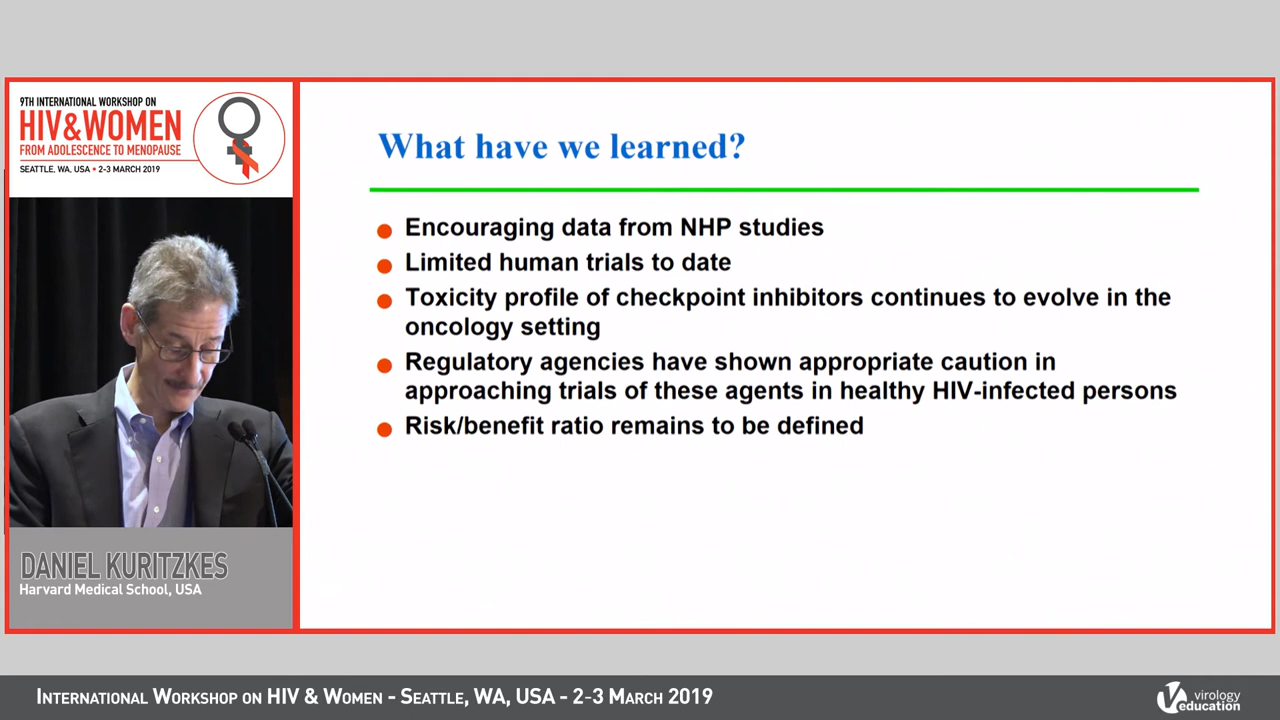 9TH INTERNATIONAL WORKSHOP ON
HIV&WOMEN
FROM ADOLESCENCE TO MENOPAUSE
SEATTLE, WA, USA • 2-3 MARCH 2019
DANIEL KURITZKES
Harvard Medical School, USA
What have we learned?
Encouraging data from NHP studies
Limited human trials to date
Toxicity profile of checkpoint inhibitors continues to evolve in the
oncology setting
Regulatory agencies have shown appropriate caution in
approaching trials of these agents in healthy HIV-infected persons
Risk/benefit ratio remains to be defined
INTERNATIONAL WORKSHOP ON HIV & WOMEN - SEATTLE, WA, USA - 2-3 MARCH 2019
virology
education